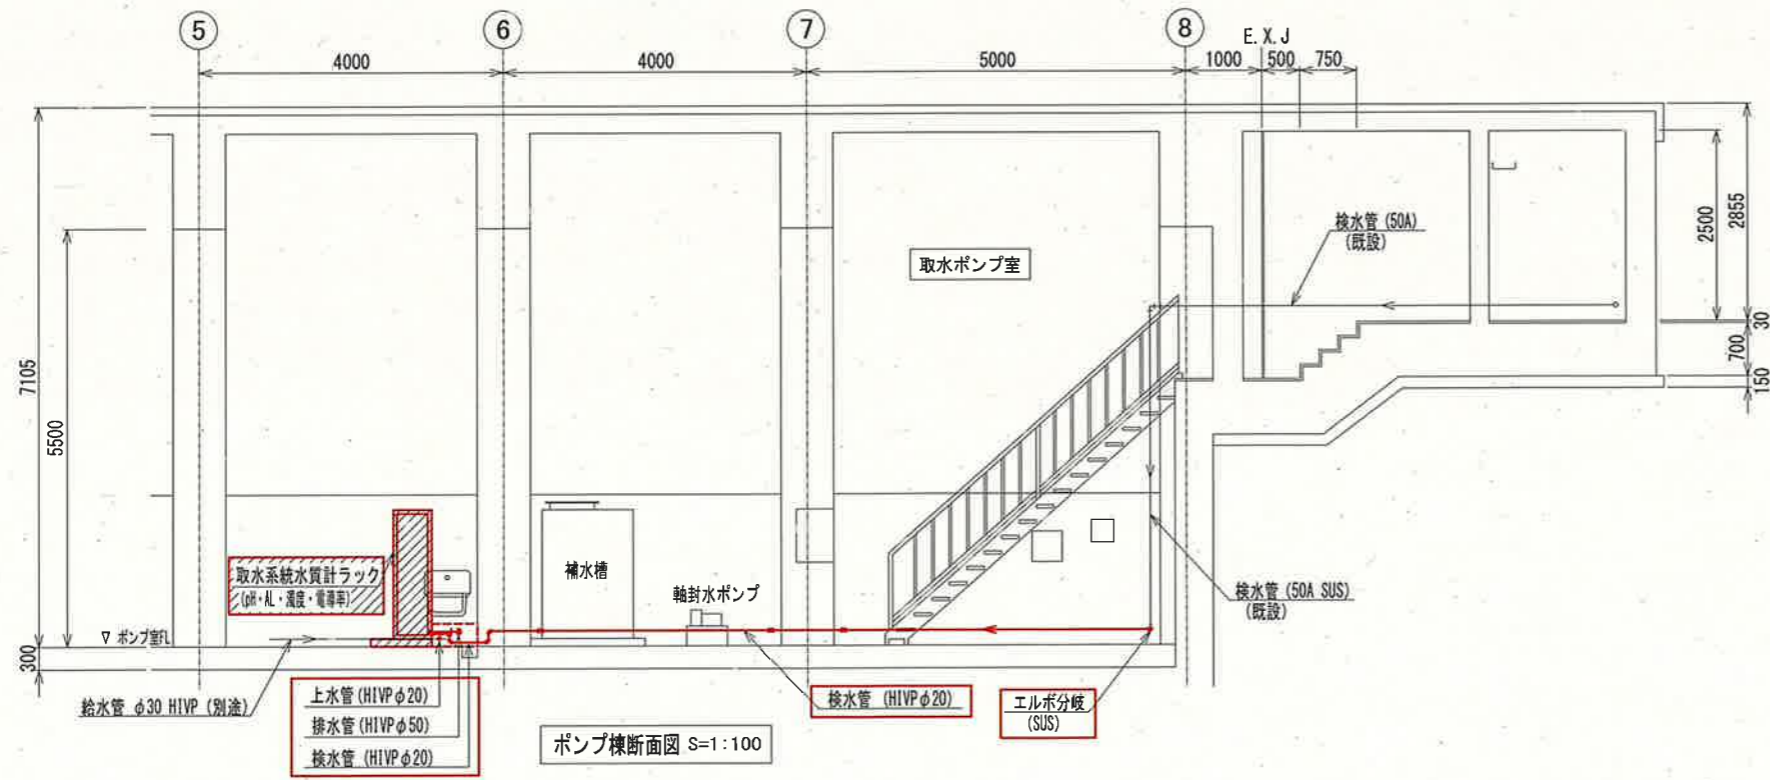 5
6
7
8
E.X.J
4000
4000
5000
1000
500
750
検水管 (50A)
(既設)
2500
2855
取水ポンプ室
30
700
150
7105
5500
補水槽
軸封水ポンプ
取水系統水質計ラック
(pH・AL・濁度・電導率)
検水管 (50A SUS)
(既設)
▽ ポンプ室FL
300
給水管 φ30 HIVP (別途)
上水管(HIVPφ20)
排水管(HIVPφ50)
検水管 (HIVPφ20)
検水管 (HIVPφ20)
エルボ分岐
(SUS)
ポンプ棟断面図 S=1:100